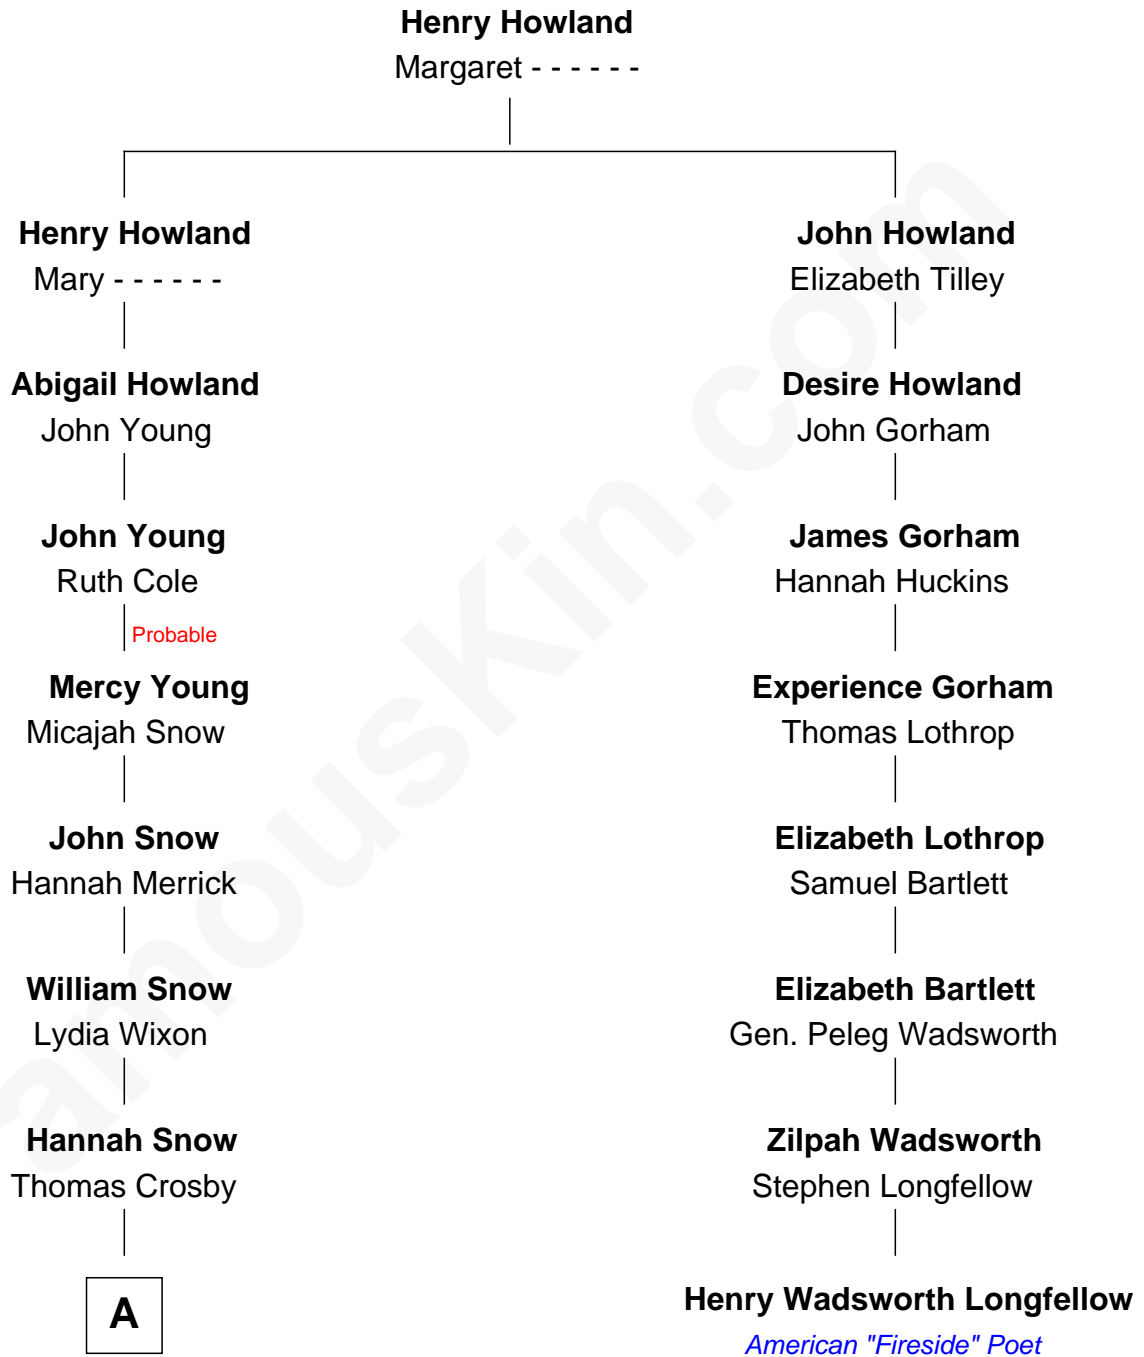 Henry Howland
Margaret - - - - - -
Henry Howland
Mary - - - - - -
John Howland
Elizabeth Tilley
Abigail Howland
John Young
Desire Howland
John Gorham
John Young
Ruth Cole
James Gorham
Hannah Huckins
Probable
Mercy Young
Micajah Snow
Experience Gorham
Thomas Lothrop
John Snow
Hannah Merrick
Elizabeth Lothrop
Samuel Bartlett
William Snow
Lydia Wixon
Elizabeth Bartlett
Gen. Peleg Wadsworth
Hannah Snow
Thomas Crosby
Zilpah Wadsworth
Stephen Longfellow
A
Henry Wadsworth Longfellow
American "Fireside" Poet
amouskin.com